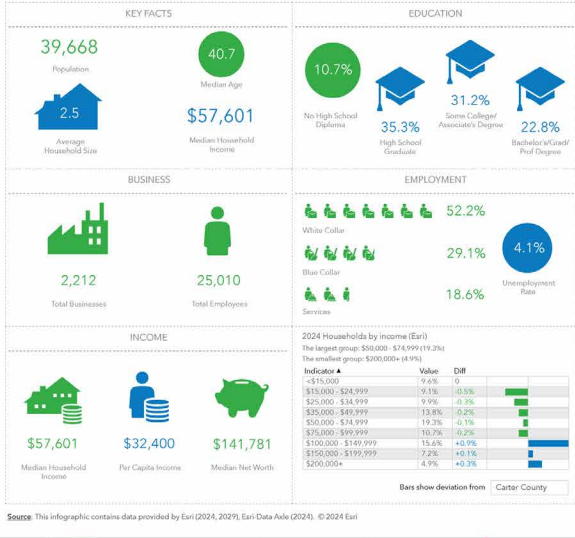 KEY FACTS
39,668
Population
40.7
Median Age
2.5
Average
Household Size
$57,601
Median Household
Income
EDUCATION
10.7%
No High School
Diploma
35.3%
High School
Graduate
31.2%
Some College/
Associate's Degree
22.8%
Bachelor's/Grad/
Prof Degree
BUSINESS
2,212
Total Businesses
25,010
Total Employees
EMPLOYMENT
52.2%
White Collar
29.1%
Blue Collar
18.6%
Services
4.1%
Unemployment
Rate
INCOME
$57,601
Median Household
Income
$32,400
Per Capita Income
$141,781
Median Net Worth
2024 Households by income (Esri)
The largest group: $50,000 - $74,999 (19.3%)
The smallest group: $200,000+ (4.9%)
Indicator ▲ Value Diff
<$15,000 9.6% 0
$15,000 - $24,999 9.1% -0.5%
$25,000 - $34,999 9.9% -0.3%
$35,000 - $49,999 13.8% -0.2%
$50,000 - $74,999 19.3% -0.1%
$75,000 - $99,999 10.7% -0.2%
$100,000 - $149,999 15.6% +0.9%
$150,000 - $199,999 7.2% +0.1%
$200,000+ 4.9% +0.3%
Bars show deviation from Carter County
Source: This infographic contains data provided by Esri (2024, 2029), Esri-Data Axle (2024). © 2024 Esri